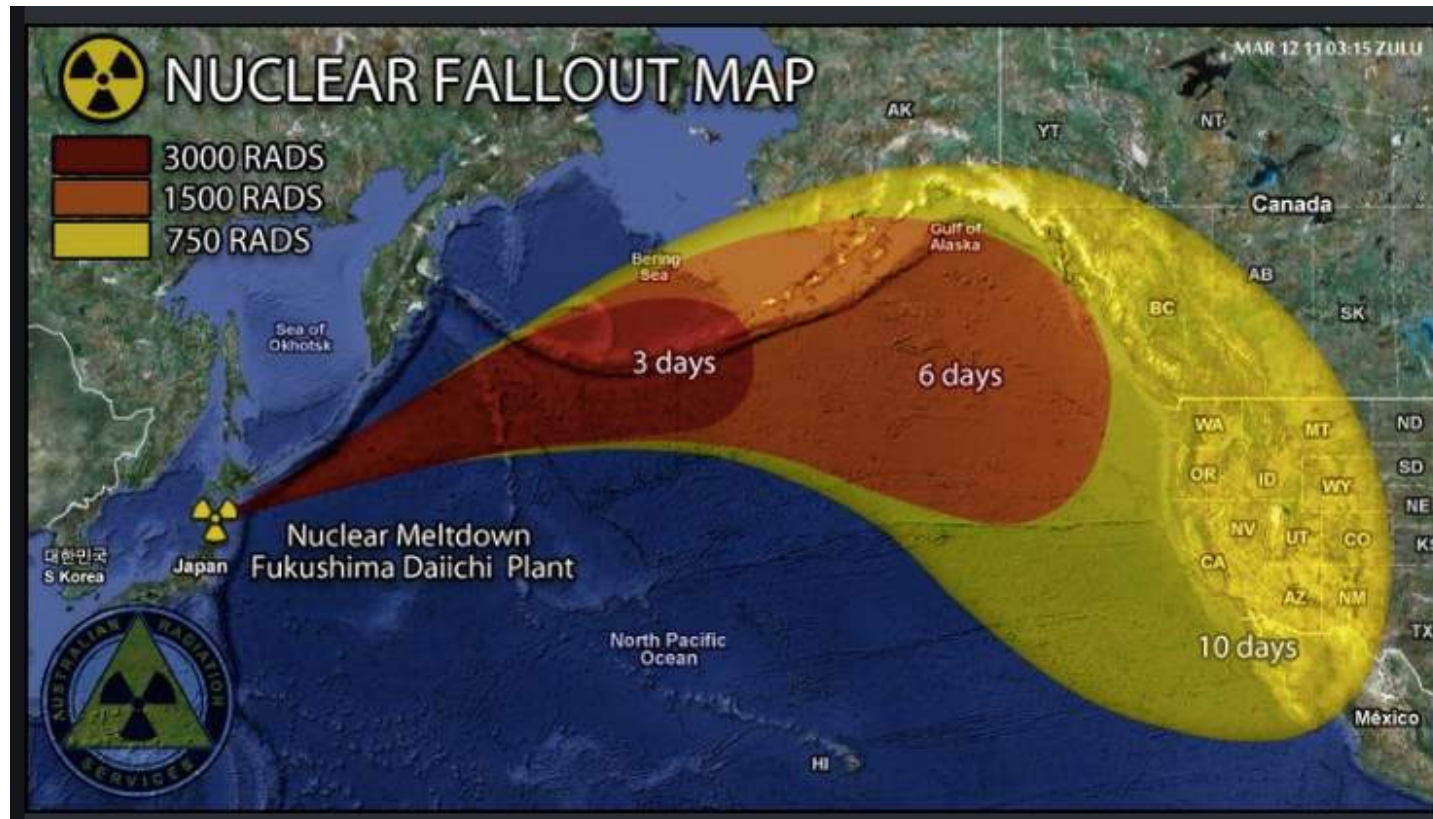 MAR 12 11 03:15 ZULU
NUCLEAR FALLOUT MAP
3000 RADS
1500 RADS
750 RADS
AK
YT
NT
Canada
Gulf of
Alaska
Bering
Sea
AB
SK
BC
Sea of
Okhotsk
3 days
6 days
WA
MT
ND
OR
ID
WY
SD
NE
NV
UT
CO
KS
CA
AZ
NM
TX
Nuclear Meltdown
Fukushima Daiichi Plant
대한민국
S Korea
Japan
North Pacific
Ocean
10 days
México
HI
AUSTRALIAN RADIATION
SERVICES